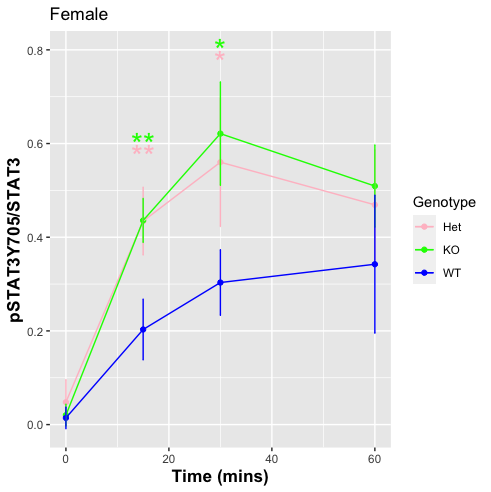 Female
pSTAT3Y705/STAT3
0.8
0.6
0.4
0.2
0.0
*
*
**
**
0
20
40
60
Time (mins)
Genotype
Het
KO
WT